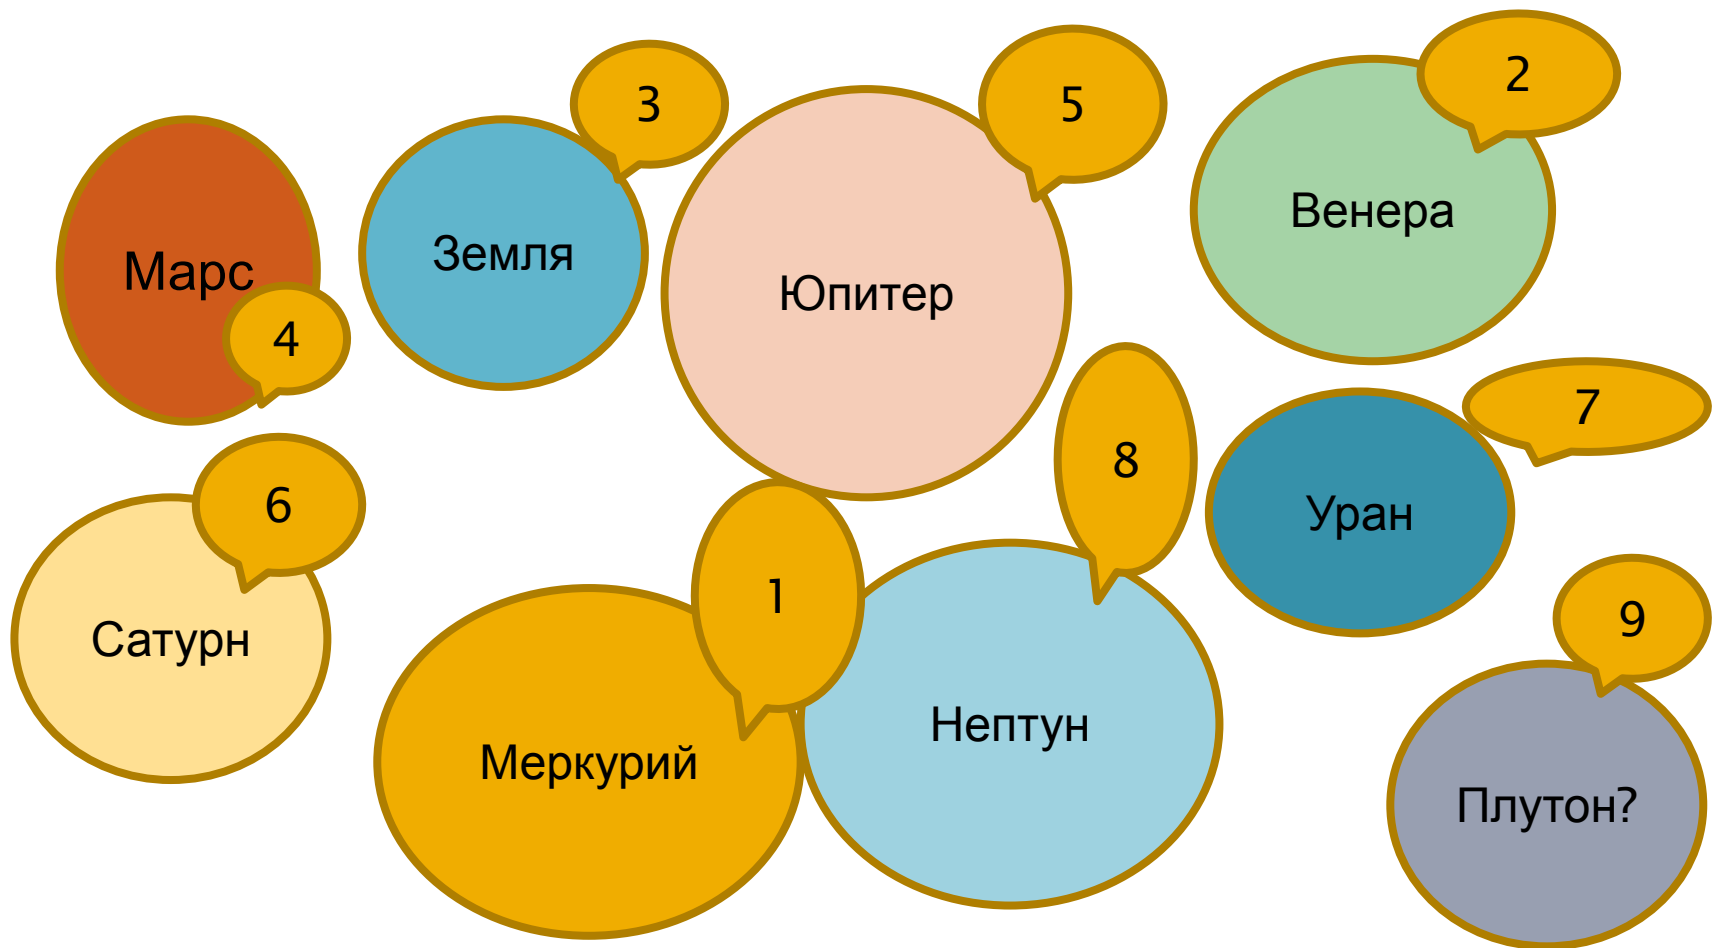 2
3
5
Венера
Земля
Марс
Юпитер
4
7
8
6
Уран
1
9
Сатурн
Нептун
Меркурий
Плутон?